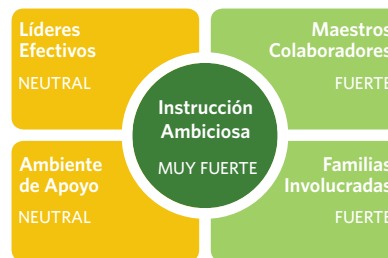 Líderes
Efectivos
NEUTRAL
Maestros
Colaboradores
FUERTE
Instrucción
Ambiciosa
MUY FUERTE
Ambiente
de Apoyo
NEUTRAL
Familias
Involucradas
FUERTE